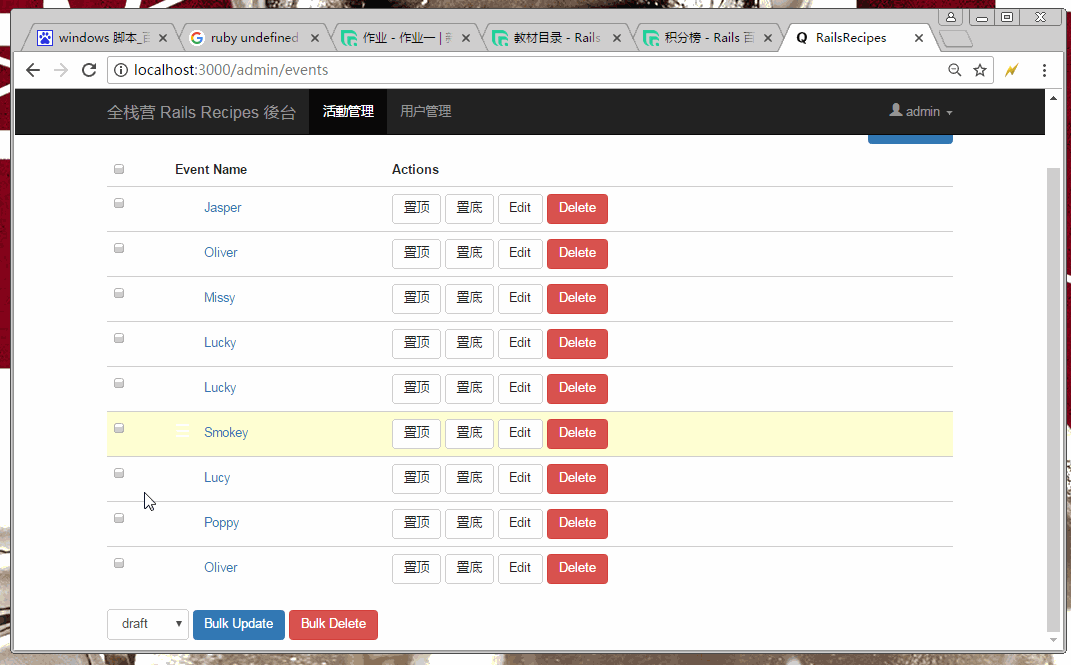 windows 脚本_百 ruby undefined 作业 - 作业一 | 教材目录 - Rails 积分榜 - Rails 百 RailsRecipes
localhost:3000/admin/events
全栈营 Rails Recipes 後台 活動管理 用户管理 admin
Event Name Actions
Jasper 置顶 置底 Edit Delete
Oliver 置顶 置底 Edit Delete
Missy 置顶 置底 Edit Delete
Lucky 置顶 置底 Edit Delete
Lucky 置顶 置底 Edit Delete
Smokey 置顶 置底 Edit Delete
Lucy 置顶 置底 Edit Delete
Poppy 置顶 置底 Edit Delete
Oliver 置顶 置底 Edit Delete
draft Bulk Update Bulk Delete